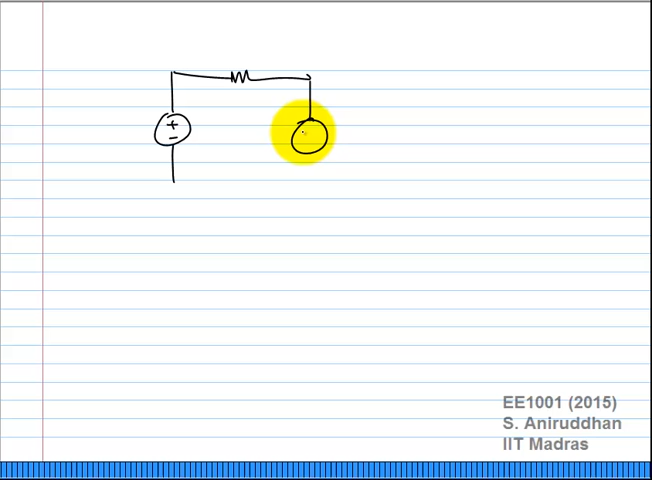 +
−
EE1001 (2015)
S. Aniruddhan
IIT Madras